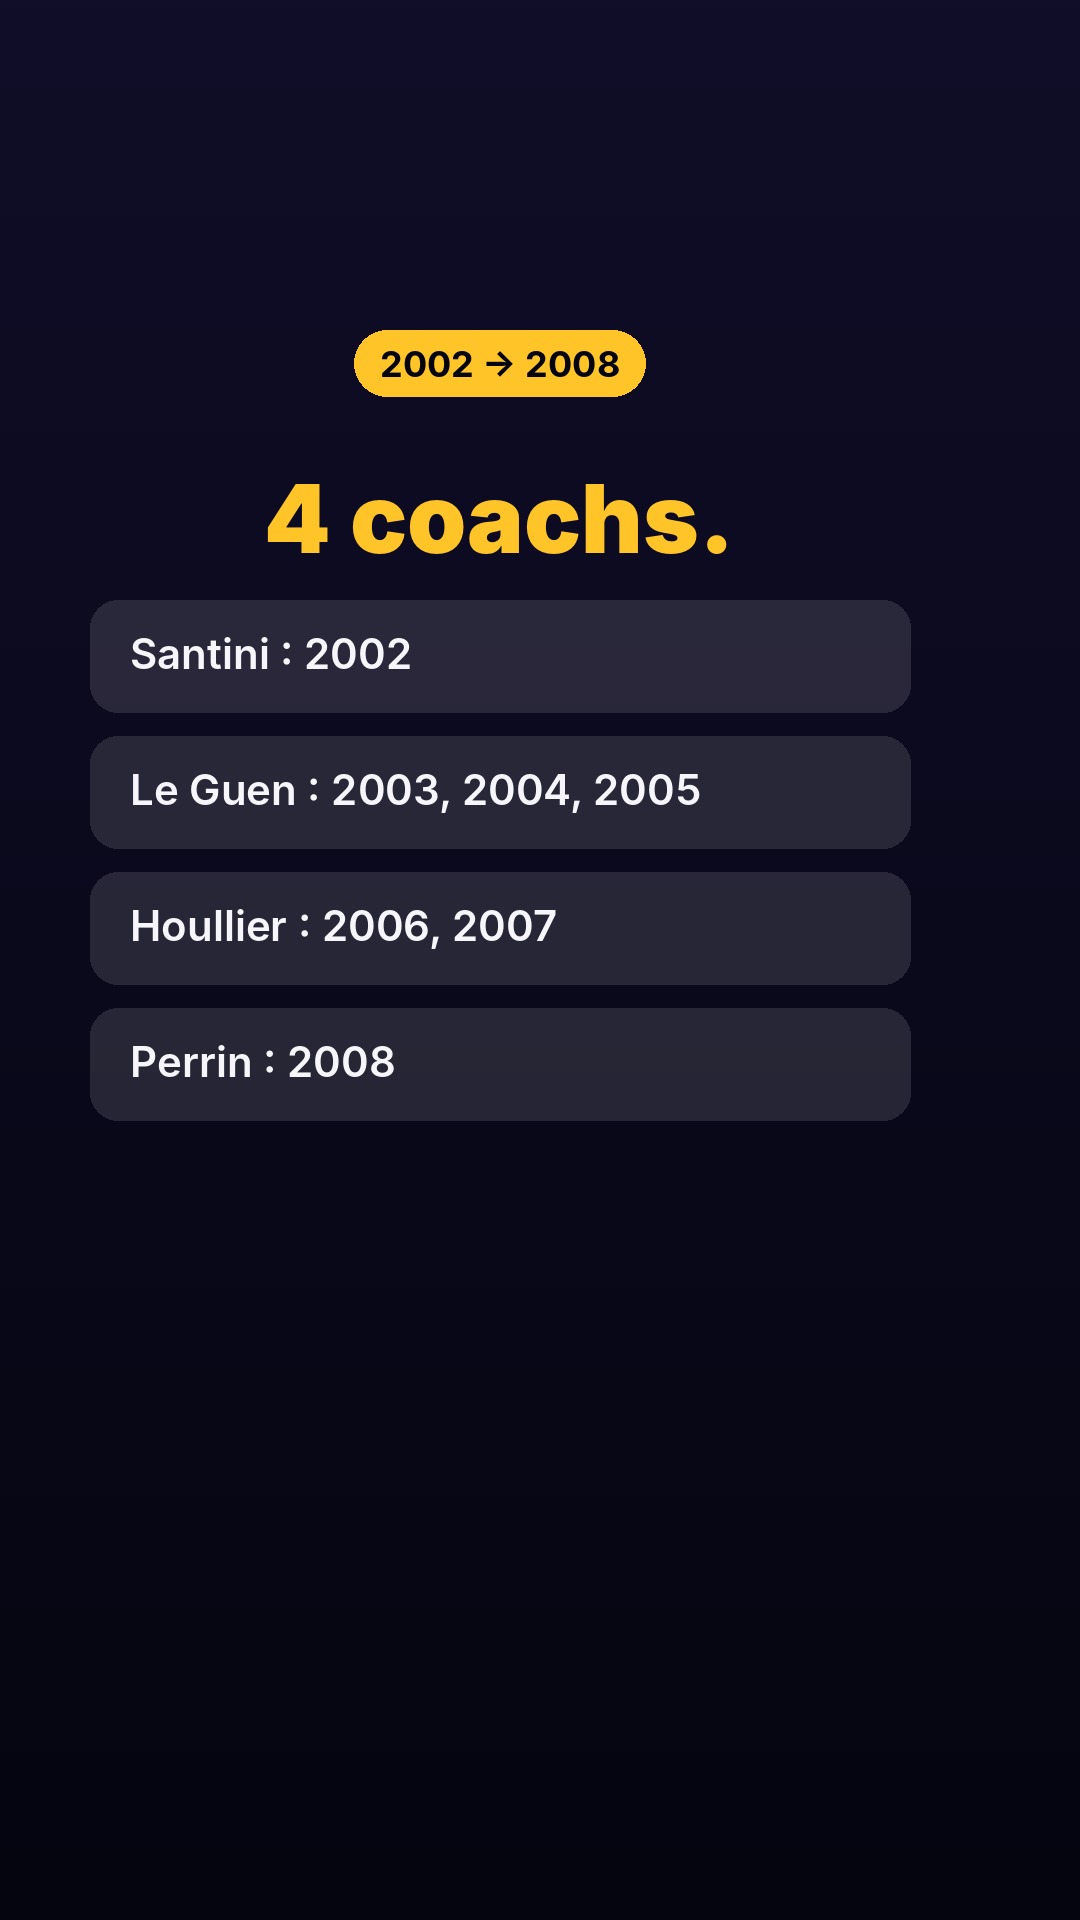 2002 → 2008
4 coachs.
Santini : 2002
Le Guen : 2003, 2004, 2005
Houllier : 2006, 2007
Perrin : 2008